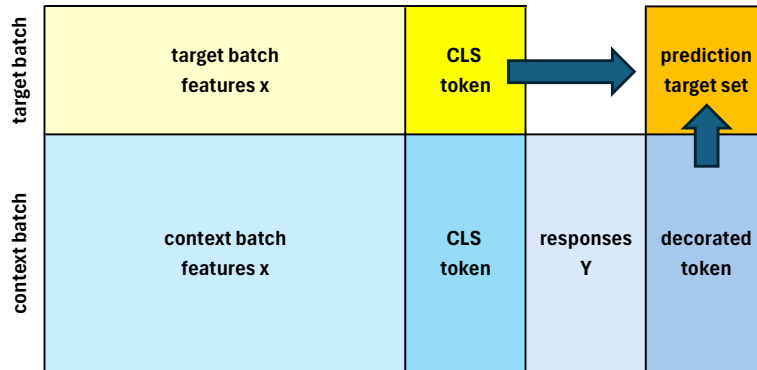 target batch
target batch
features x
CLS
token
prediction
target set
context batch
context batch
features x
CLS
token
responses
Y
decorated
token